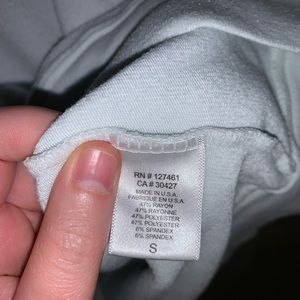 RN # 127461
CA # 30427
MADE IN U.S.A.
FABRIQUE EN U.S.A.
47% RAYON
47% RAYONNE
47% POLYESTER
47% POLYESTER
6% SPANDEX
6% SPANDEX
S